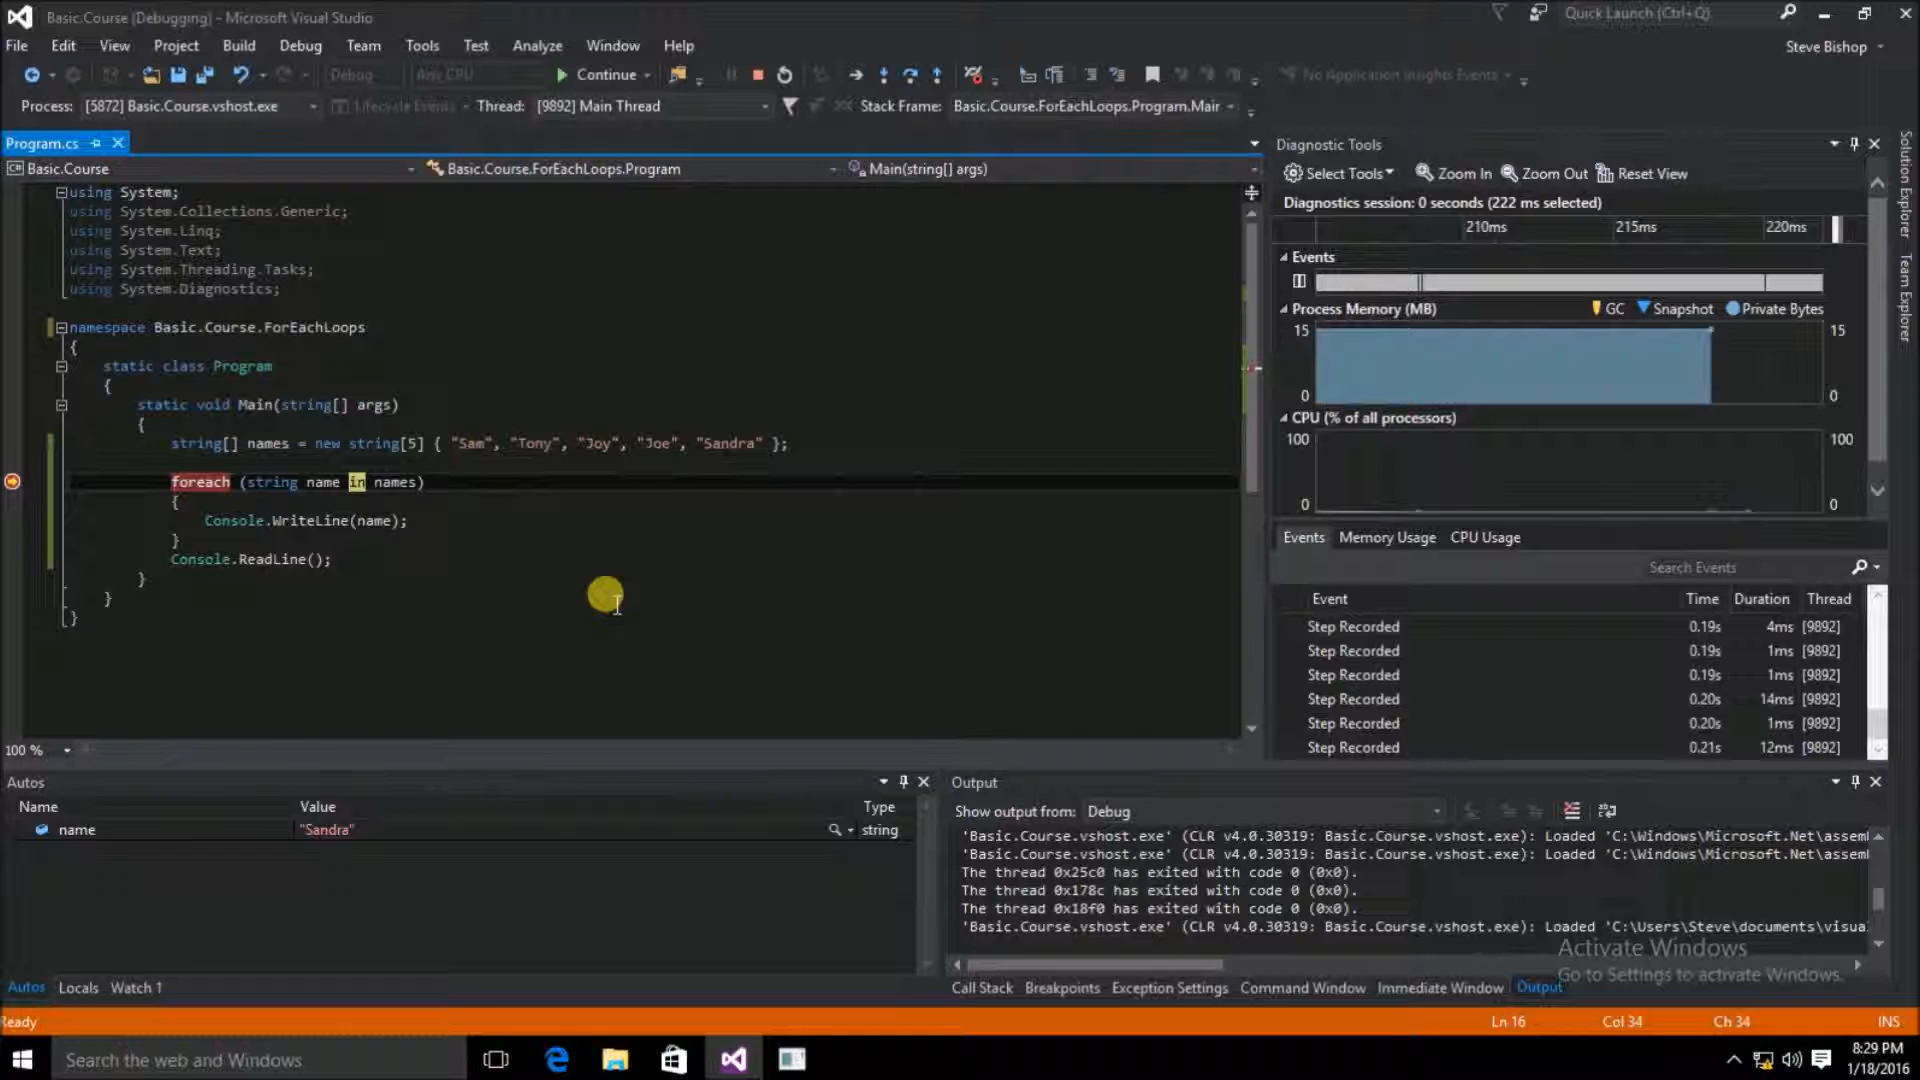 Basic.Course (Debugging) - Microsoft Visual Studio
Quick Launch (Ctrl+Q)
File Edit View Project Build Debug Team Tools Test Analyze Window Help
Steve Bishop
Debug Any CPU Continue No Application Insights Events
Process: [5872] Basic.Course.vshost.exe Lifecycle Events Thread: [9892] Main Thread Stack Frame: Basic.Course.ForEachLoops.Program.Mair
Program.cs
Basic.Course Basic.Course.ForEachLoops.Program Main(string[] args)
using System;
using System.Collections.Generic;
using System.Linq;
using System.Text;
using System.Threading.Tasks;
using System.Diagnostics;
namespace Basic.Course.ForEachLoops
{
static class Program
{
static void Main(string[] args)
{
string[] names = new string[5] { "Sam", "Tony", "Joy", "Joe", "Sandra" };
foreach (string name in names)
{
Console.WriteLine(name);
}
Console.ReadLine();
}
}
}
100 %
Diagnostic Tools
Select Tools Zoom In Zoom Out Reset View
Diagnostics session: 0 seconds (222 ms selected)
210ms 215ms 220ms
Events
Process Memory (MB) GC Snapshot Private Bytes
15 15
0 0
CPU (% of all processors)
100 100
0 0
Events Memory Usage CPU Usage
Search Events
Event Time Duration Thread
Step Recorded 0.19s 4ms [9892]
Step Recorded 0.19s 1ms [9892]
Step Recorded 0.19s 1ms [9892]
Step Recorded 0.20s 14ms [9892]
Step Recorded 0.20s 1ms [9892]
Step Recorded 0.21s 12ms [9892]
Solution Explorer
Team Explorer
Autos
Name Value Type
name "Sandra" string
Autos Locals Watch 1
Output
Show output from: Debug
'Basic.Course.vshost.exe' (CLR v4.0.30319: Basic.Course.vshost.exe): Loaded 'C:\Windows\Microsoft.Net\assem
'Basic.Course.vshost.exe' (CLR v4.0.30319: Basic.Course.vshost.exe): Loaded 'C:\Windows\Microsoft.Net\assem
The thread 0x25c0 has exited with code 0 (0x0).
The thread 0x178c has exited with code 0 (0x0).
The thread 0x18f0 has exited with code 0 (0x0).
'Basic.Course.vshost.exe' (CLR v4.0.30319: Basic.Course.vshost.exe): Loaded 'C:\Users\Steve\documents\visua
Activate Windows
Go to Settings to activate Windows.
Call Stack Breakpoints Exception Settings Command Window Immediate Window Output
Ready Ln 16 Col 34 Ch 34 INS
Search the web and Windows
8:29 PM
1/18/2016